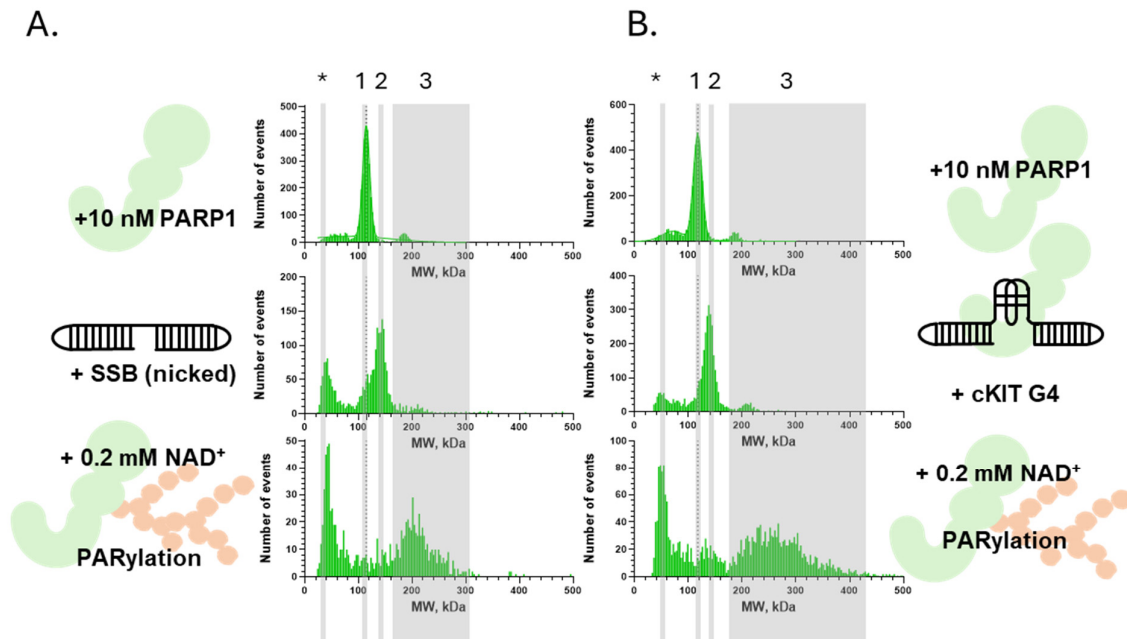 A.
B.
* 1 2 3
* 1 2 3
+10 nM PARP1
Number of events
500
400
300
200
100
0
0 100 200 300 400 500
MW, kDa
Number of events
600
400
200
0
0 100 200 300 400 500
MW, kDa
+10 nM PARP1
+ SSB (nicked)
Number of events
200
150
100
50
0
0 100 200 300 400 500
MW, kDa
Number of events
400
300
200
100
0
0 100 200 300 400 500
MW, kDa
+ cKIT G4
+ 0.2 mM NAD⁺
PARylation
Number of events
50
40
30
20
10
0
0 100 200 300 400 500
MW, kDa
Number of events
100
80
60
40
20
0
0 100 200 300 400 500
MW, kDa
+ 0.2 mM NAD⁺
PARylation